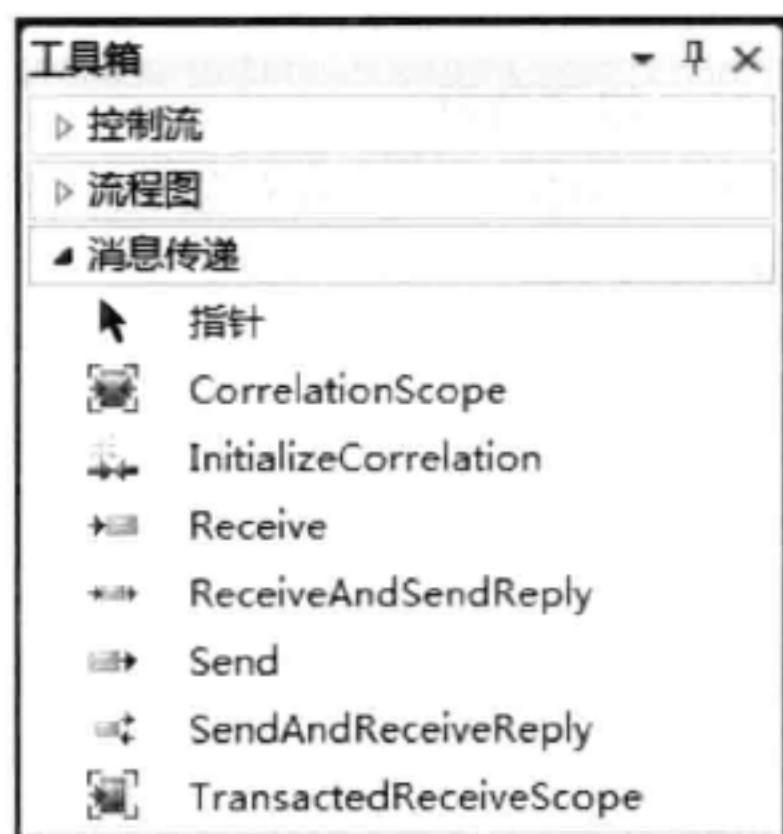 工具箱
控制流
流程图
消息传递
指针
CorrelationScope
InitializeCorrelation
Receive
ReceiveAndSendReply
Send
SendAndReceiveReply
TransactedReceiveScope